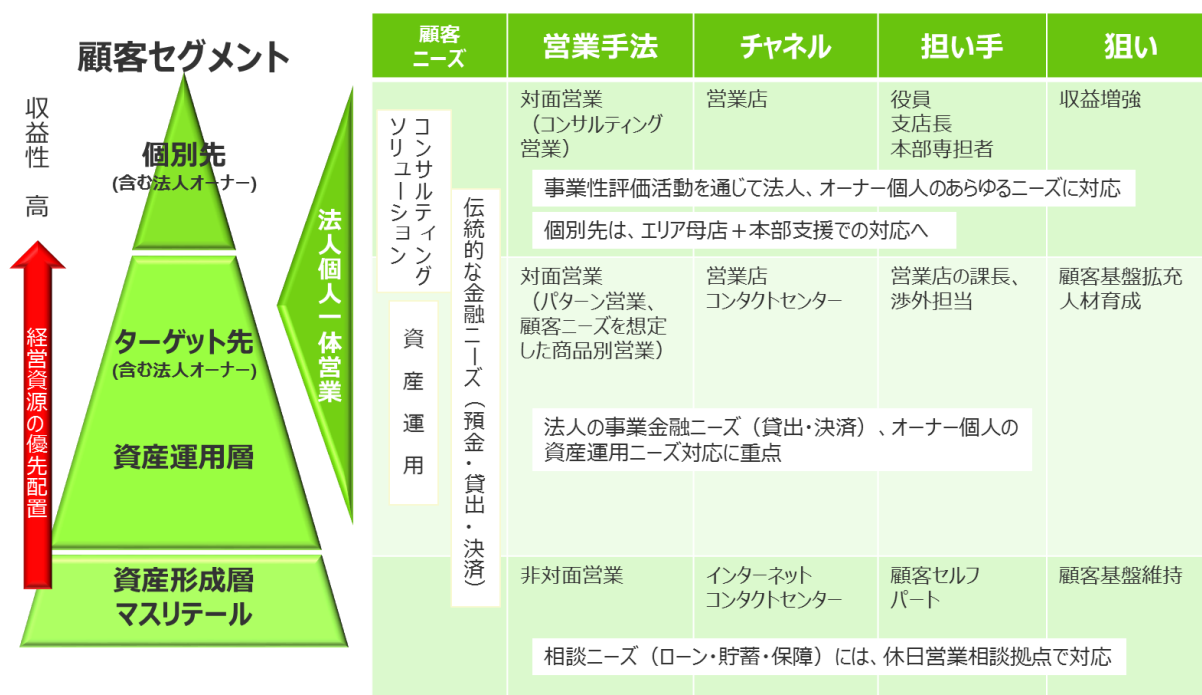 顧客セグメント
収益性 高
経営資源の優先配置
個別先
(含む法人オーナー)
ターゲット先
(含む法人オーナー)
資産運用層
資産形成層
マスリテール
法人個人一体営業
顧客
ニーズ
営業手法
チャネル
担い手
狙い
コンサルティング
ソリューション
資産運用
伝統的な金融ニーズ（預金・貸出・決済）
対面営業
（コンサルティング
営業）
営業店
役員
支店長
本部専担者
収益増強
事業性評価活動を通じて法人、オーナー個人のあらゆるニーズに対応
個別先は、エリア母店＋本部支援での対応へ
対面営業
（パターン営業、
顧客ニーズを想定
した商品別営業）
営業店
コンタクトセンター
営業店の課長、
渉外担当
顧客基盤拡充
人材育成
法人の事業金融ニーズ（貸出・決済）、オーナー個人の
資産運用ニーズ対応に重点
非対面営業
インターネット
コンタクトセンター
顧客セルフ
パート
顧客基盤維持
相談ニーズ（ローン・貯蓄・保障）には、休日営業相談拠点で対応